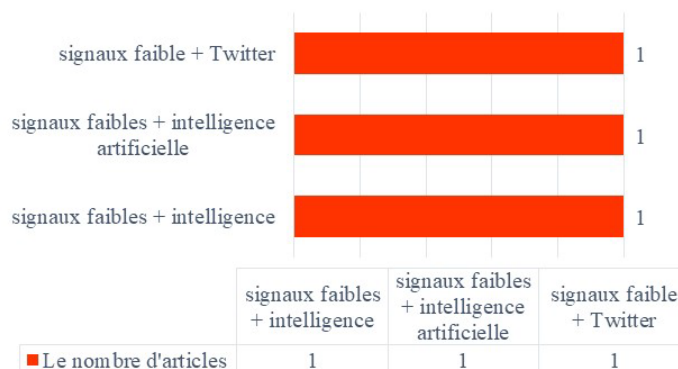 signaux faible + Twitter
1
signaux faibles + intelligence
artificielle
1
signaux faibles + intelligence
1
signaux faibles
+ intelligence
signaux faibles
+ intelligence
artificielle
signaux faible
+ Twitter
Le nombre d'articles
1
1
1